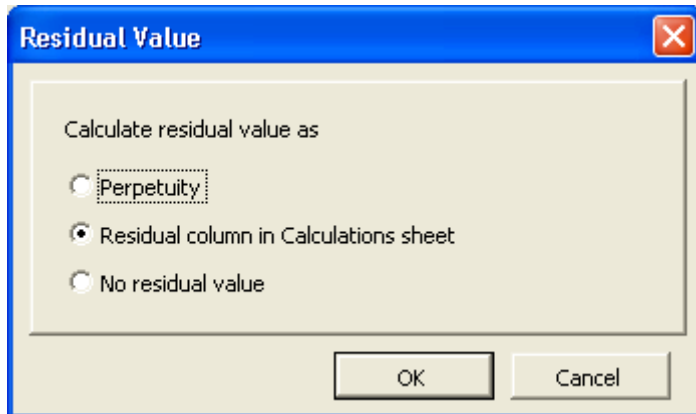 Residual Value
Calculate residual value as
Perpetuity
Residual column in Calculations sheet
No residual value
OK
Cancel